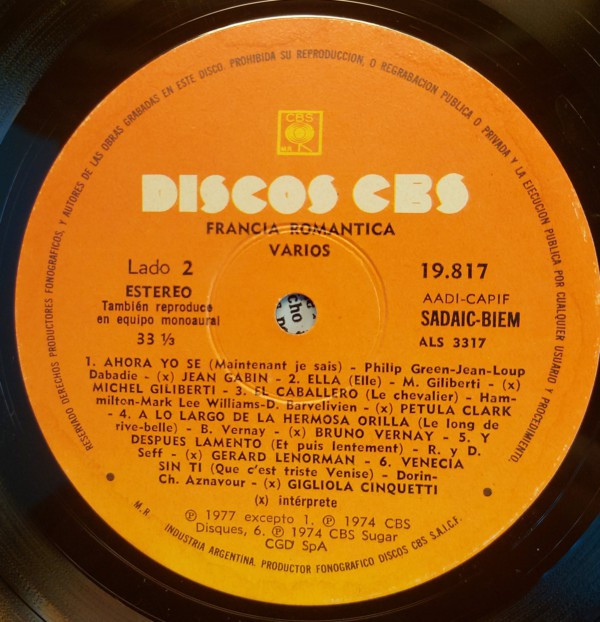 RESERVADO DERECHOS PRODUCTORES FONOGRAFICOS, Y AUTORES DE LAS OBRAS GRABADAS EN ESTE DISCO. PROHIBIDA SU REPRODUCCION, O REGRABACION PUBLICA O PRIVADA Y LA EJECUCION PUBLICA POR CUALQUIER USUARIO Y PROCEDIMIENTO.
CBS
M.R.
DISCOS CBS
FRANCIA ROMANTICA
VARIOS
Lado 2
19.817
ESTEREO
También reproduce
en equipo monoaural
33 ⅓
AADI-CAPIF
SADAIC-BIEM
ALS 3317
cho
1. AHORA YO SE (Maintenant je sais) - Philip Green-Jean-Loup
Dabadie - (x) JEAN GABIN - 2. ELLA (Elle) - M. Giliberti - (x)
MICHEL GILIBERTI - 3. EL CABALLERO (Le chevalier) - Ham-
milton-Mark Lee Williams-D. Barvelivien - (x) PETULA CLARK
- 4. A LO LARGO DE LA HERMOSA ORILLA (Le long de
rive-belle) - B. Vernay - (x) BRUNO VERNAY - 5. Y
DESPUES LAMENTO (Et puis lentement) - R. y D.
Seff - (x) GERARD LENORMAN - 6. VENECIA
SIN TI (Que c'est triste Venise) - Dorin-
Ch. Aznavour - (x) GIGLIOLA CINQUETTI
(x) intérprete
℗ 1977 excepto 1. ℗ 1974 CBS
Disques, 6. ℗ 1974 CBS Sugar
CGD SpA
M.R. INDUSTRIA ARGENTINA. PRODUCTOR FONOGRAFICO DISCOS CBS S.A.I.C.F.